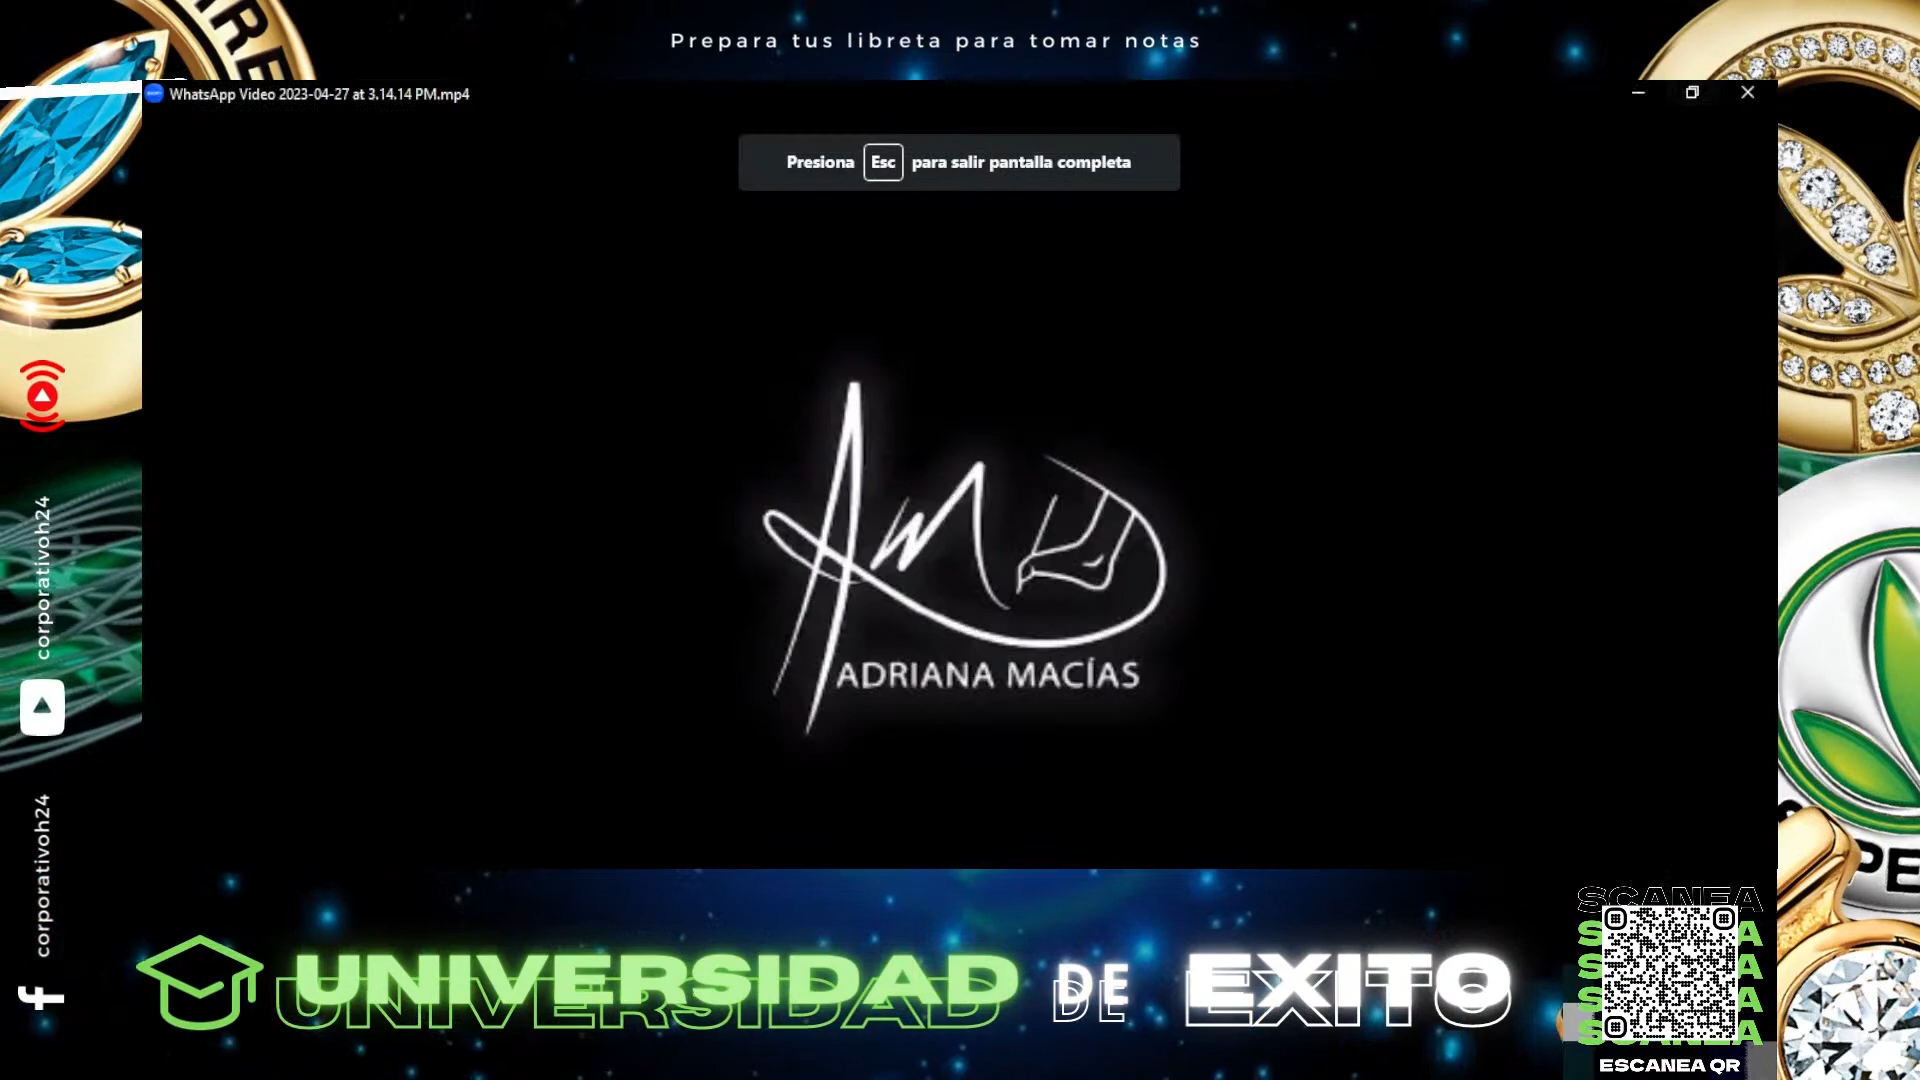 Prepara tus libreta para tomar notas
WhatsApp Video 2023-04-27 at 3.14.14 PM.mp4
Presiona Esc para salir pantalla completa
AM
ADRIANA MACÍAS
corporativoh24
corporativoh24
UNIVERSIDAD DE EXITO
SCANEA
ESCANEA QR